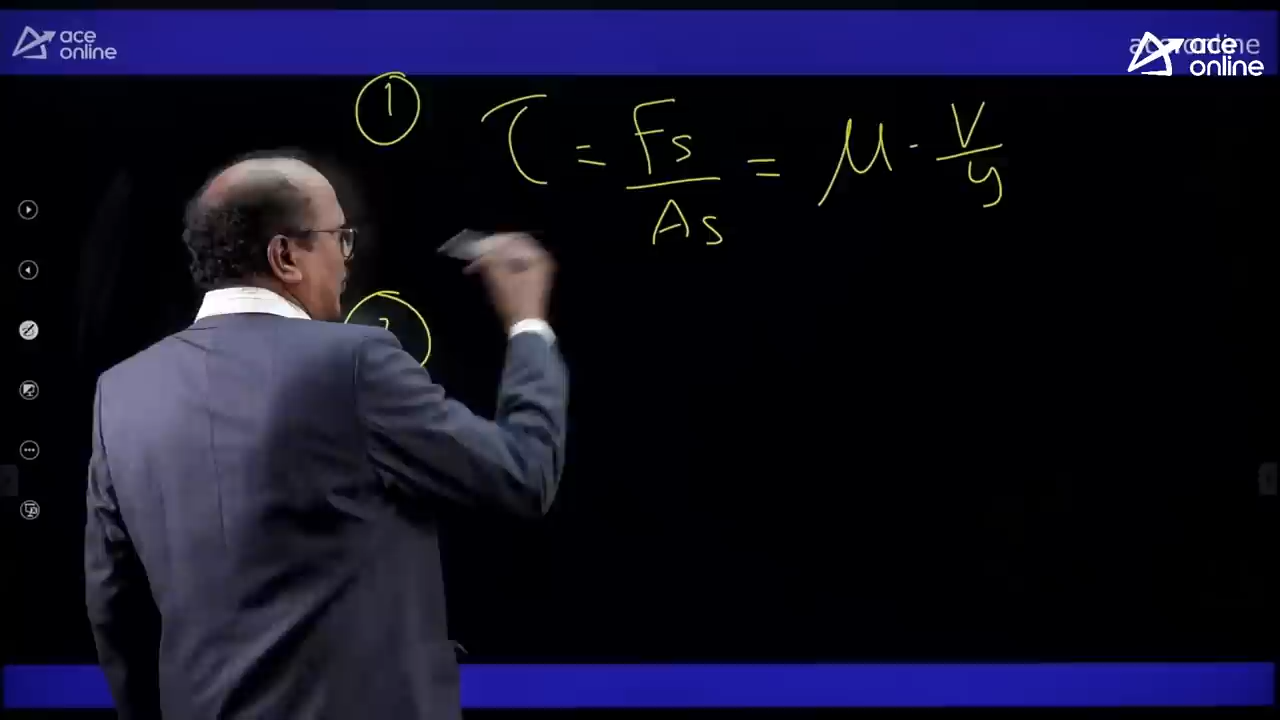 ace
online
ace
online
1
τ = Fs/As = μ · V/y